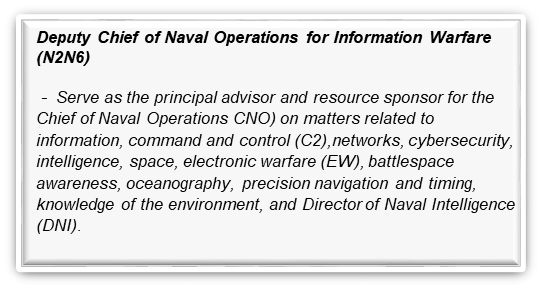 Deputy Chief of Naval Operations for Information Warfare
(N2N6)
- Serve as the principal advisor and resource sponsor for the
Chief of Naval Operations CNO) on matters related to
information, command and control (C2),networks, cybersecurity,
intelligence, space, electronic warfare (EW), battlespace
awareness, oceanography, precision navigation and timing,
knowledge of the environment, and Director of Naval Intelligence
(DNI).